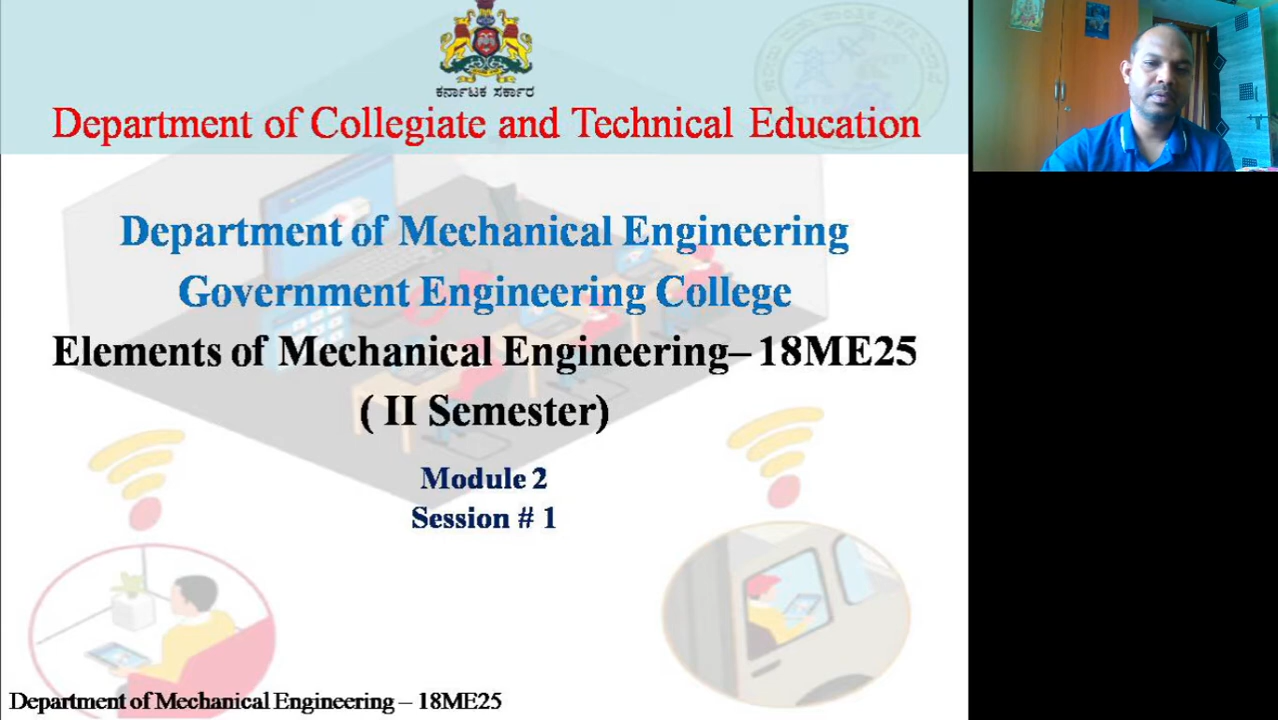 ಕರ್ನಾಟಕ ಸರ್ಕಾರ
Department of Collegiate and Technical Education
Department of Mechanical Engineering
Government Engineering College
Elements of Mechanical Engineering– 18ME25
( II Semester)
Module 2
Session # 1
Department of Mechanical Engineering – 18ME25